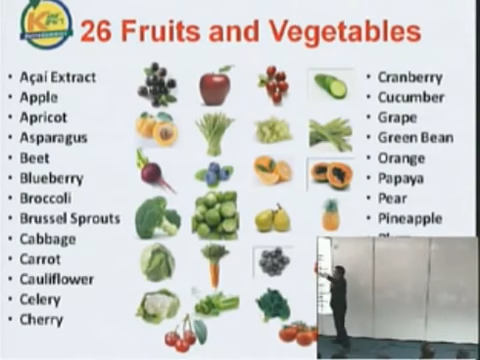 26 Fruits and Vegetables
• Açaí Extract
• Apple
• Apricot
• Asparagus
• Beet
• Blueberry
• Broccoli
• Brussel Sprouts
• Cabbage
• Carrot
• Cauliflower
• Celery
• Cherry
• Cranberry
• Cucumber
• Grape
• Green Bean
• Orange
• Papaya
• Pear
• Pineapple